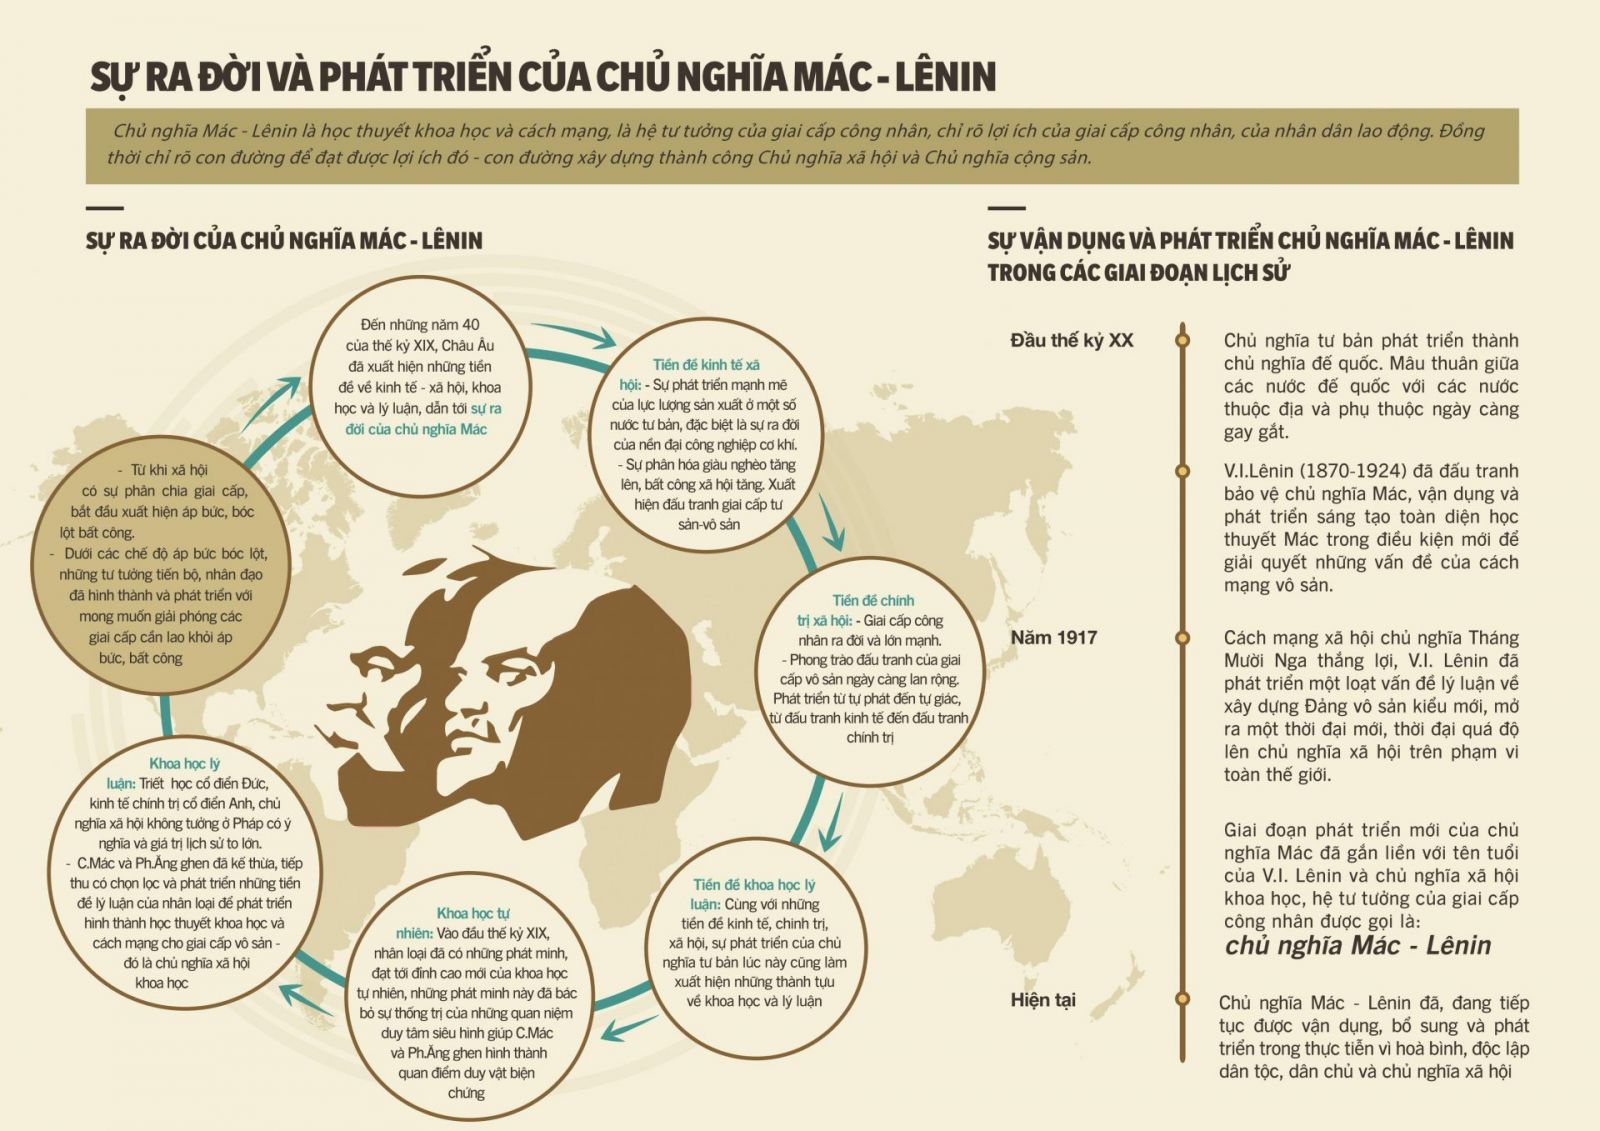 SỰ RA ĐỜI VÀ PHÁT TRIỂN CỦA CHỦ NGHĨA MÁC - LÊNIN
Chủ nghĩa Mác - Lênin là học thuyết khoa học và cách mạng, là hệ tư tưởng của giai cấp công nhân, chỉ rõ lợi ích của giai cấp công nhân, của nhân dân lao động. Đồng
thời chỉ rõ con đường để đạt được lợi ích đó - con đường xây dựng thành công Chủ nghĩa xã hội và Chủ nghĩa cộng sản.
SỰ RA ĐỜI CỦA CHỦ NGHĨA MÁC - LÊNIN
- Từ khi xã hội
có sự phân chia giai cấp,
bắt đầu xuất hiện áp bức, bóc
lột bất công.
- Dưới các chế độ áp bức bóc lột,
những tư tưởng tiến bộ, nhân đạo
đã hình thành và phát triển với
mong muốn giải phóng các
giai cấp cần lao khỏi áp
bức, bất công
Đến những năm 40
của thế kỷ XIX, Châu Âu
đã xuất hiện những tiền
đề về kinh tế - xã hội, khoa
học và lý luận, dẫn tới sự ra
đời của chủ nghĩa Mác
Tiền đề kinh tế xã
hội: - Sự phát triển mạnh mẽ
của lực lượng sản xuất ở một số
nước tư bản, đặc biệt là sự ra đời
của nền đại công nghiệp cơ khí.
- Sự phân hóa giàu nghèo tăng
lên, bất công xã hội tăng. Xuất
hiện đấu tranh giai cấp tư
sản-vô sản
Tiền đề chính
trị xã hội: - Giai cấp công
nhân ra đời và lớn mạnh.
- Phong trào đấu tranh của giai
cấp vô sản ngày càng lan rộng.
Phát triển từ tự phát đến tự giác,
từ đấu tranh kinh tế đến đấu tranh
chính trị
Tiền đề khoa học lý
luận: Cùng với những
tiền đề kinh tế, chinh trị,
xã hội, sự phát triển của chủ
nghĩa tư bản lúc này cũng làm
xuất hiện những thành tựu
về khoa học và lý luận
Khoa học tự
nhiên: Vào đầu thế kỷ XIX,
nhân loại đã có những phát minh,
đạt tới đỉnh cao mới của khoa học
tự nhiên, những phát minh này đã bác
bỏ sự thống trị của những quan niệm
duy tâm siêu hình giúp C.Mác
và Ph.Ăng ghen hình thành
quan điểm duy vật biện
chứng
Khoa học lý
luận: Triết học cổ điển Đức,
kinh tế chính trị cổ điển Anh, chủ
nghĩa xã hội không tưởng ở Pháp có ý
nghĩa và giá trị lịch sử to lớn.
- C.Mác và Ph.Ăng ghen đã kế thừa, tiếp
thu có chọn lọc và phát triển những tiền
đề lý luận của nhân loại để phát triển
hình thành học thuyết khoa học và
cách mạng cho giai cấp vô sản -
đó là chủ nghĩa xã hội
khoa học
SỰ VẬN DỤNG VÀ PHÁT TRIỂN CHỦ NGHĨA MÁC - LÊNIN
TRONG CÁC GIAI ĐOẠN LỊCH SỬ
Đầu thế kỷ XX
Chủ nghĩa tư bản phát triển thành
chủ nghĩa đế quốc. Mâu thuân giữa
các nước đế quốc với các nước
thuộc địa và phụ thuộc ngày càng
gay gắt.
V.I.Lênin (1870-1924) đã đấu tranh
bảo vệ chủ nghĩa Mác, vận dụng và
phát triển sáng tạo toàn diện học
thuyết Mác trong điều kiện mới để
giải quyết những vấn đề của cách
mạng vô sản.
Năm 1917
Cách mạng xã hội chủ nghĩa Tháng
Mười Nga thắng lợi, V.I. Lênin đã
phát triển một loạt vấn đề lý luận về
xây dựng Đảng vô sản kiểu mới, mở
ra một thời đại mới, thời đại quá độ
lên chủ nghĩa xã hội trên phạm vi
toàn thế giới.
Giai đoạn phát triển mới của chủ
nghĩa Mác đã gắn liền với tên tuổi
của V.I. Lênin và chủ nghĩa xã hội
khoa học, hệ tư tưởng của giai cấp
công nhân được gọi là:
chủ nghĩa Mác - Lênin
Hiện tại
Chủ nghĩa Mác - Lênin đã, đang tiếp
tục được vận dụng, bổ sung và phát
triển trong thực tiễn vì hoà bình, độc lập
dân tộc, dân chủ và chủ nghĩa xã hội